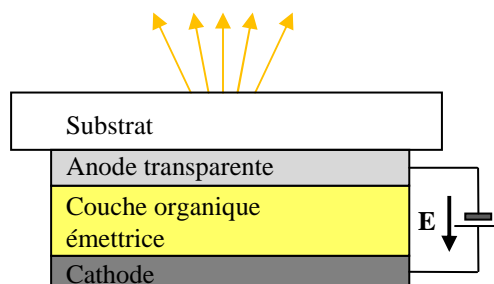 Substrat
Anode transparente
Couche organique
émettrice
E
Cathode